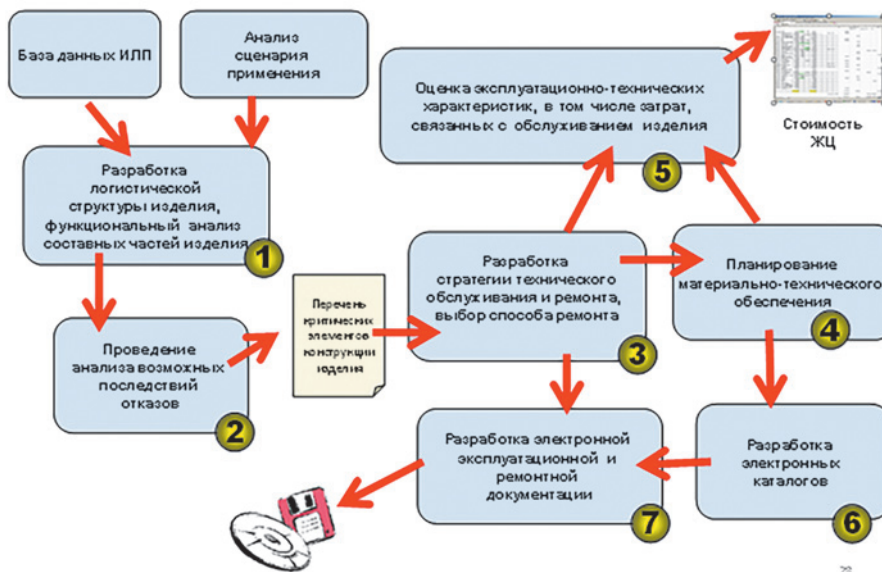 База данных ИЛП
Анализ
сценария
применения
Оценка эксплуатационно-технических
характеристик, в том числе затрат,
связанных с обслуживанием изделия
5
Стоимость
ЖЦ
Разработка
логистической
структуры изделия,
функциональный анализ
составных частей изделия
1
Перечень
критических
элементов
конструкции
изделия
Разработка
стратегии технического
обслуживания и ремонта,
выбор способа ремонта
3
Планирование
материально-технического
обеспечения
4
Проведение
анализа возможных
последствий
отказов
2
Разработка электронной
эксплуатационной и
ремонтной
документации
7
Разработка
электронных
каталогов
6